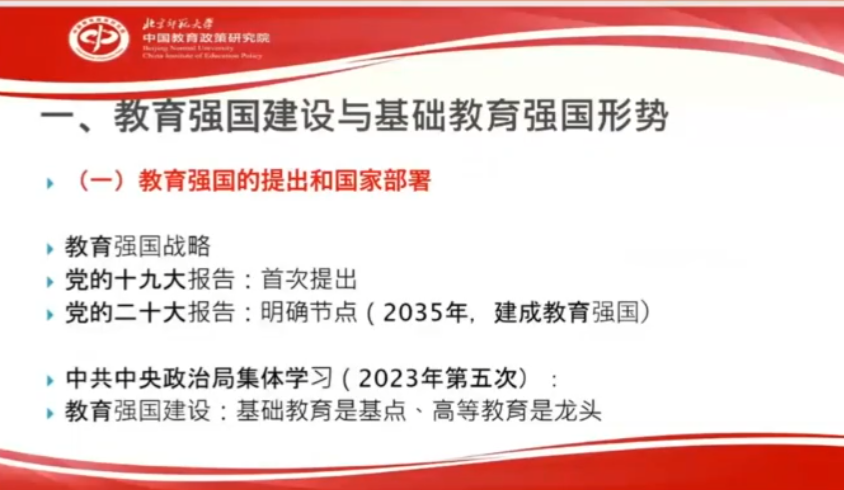 北京师范大学
中国教育政策研究院
Beijing Normal University
China Institute of Education Policy
一、教育强国建设与基础教育强国形势
（一）教育强国的提出和国家部署
教育强国战略
党的十九大报告：首次提出
党的二十大报告：明确节点（2035年，建成教育强国）
中共中央政治局集体学习（2023年第五次）：
教育强国建设：基础教育是基点、高等教育是龙头